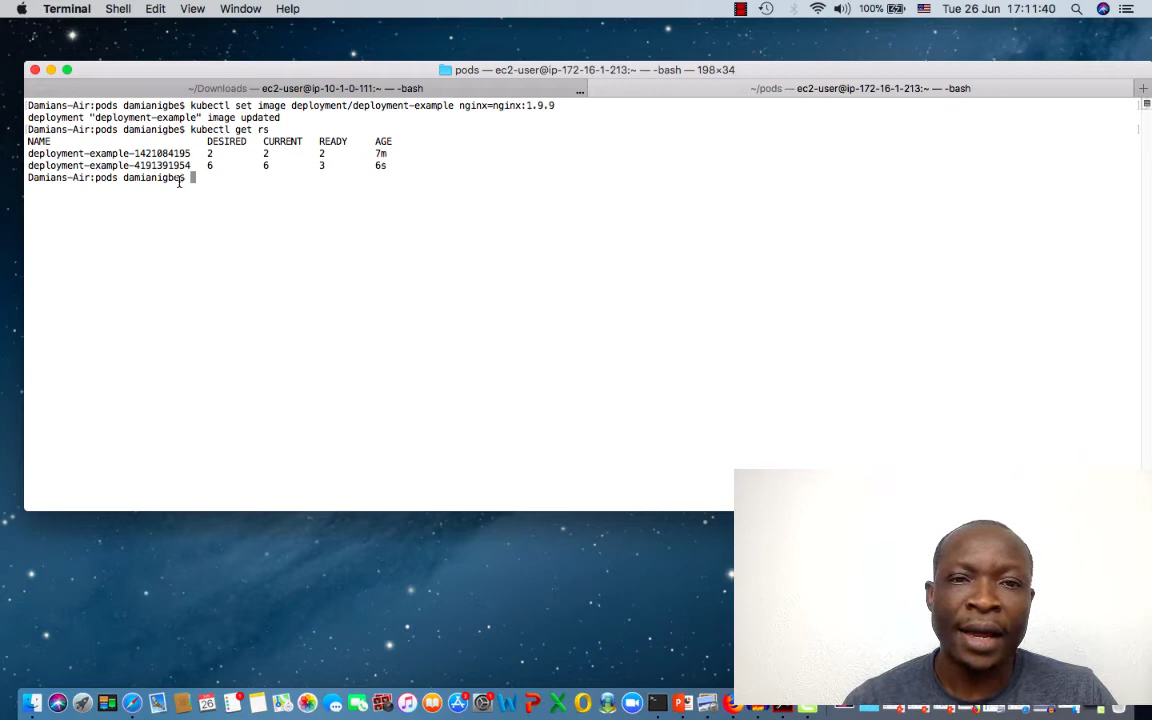 Terminal Shell Edit View Window Help 100% Tue 26 Jun 17:11:40
pods — ec2-user@ip-172-16-1-213:~ — -bash — 198×34
~/Downloads — ec2-user@ip-10-1-0-111:~ — -bash ... ~/pods — ec2-user@ip-172-16-1-213:~ — -bash +
Damians-Air:pods damianigbe$ kubectl set image deployment/deployment-example nginx=nginx:1.9.9
deployment "deployment-example" image updated
Damians-Air:pods damianigbe$ kubectl get rs
NAME DESIRED CURRENT READY AGE
deployment-example-1421084195 2 2 2 7m
deployment-example-4191391954 6 6 3 6s
Damians-Air:pods damianigbe$
26